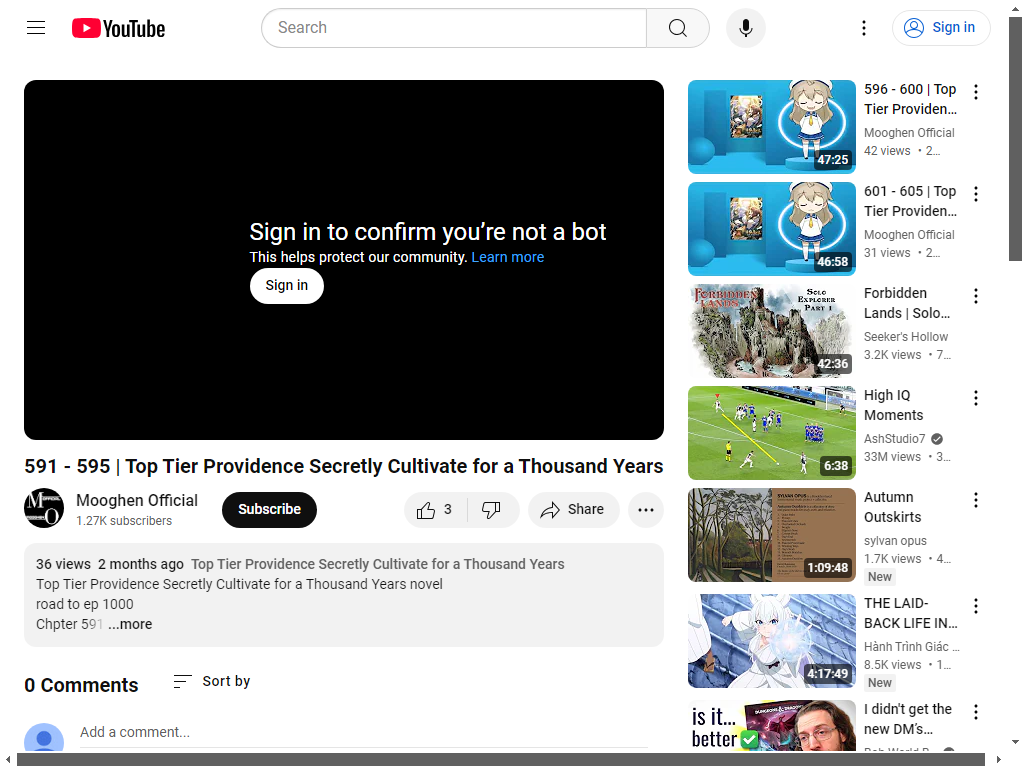 YouTube
Search
Sign in
Sign in to confirm you’re not a bot
This helps protect our community. Learn more
Sign in
591 - 595 | Top Tier Providence Secretly Cultivate for a Thousand Years
Mooghen Official
1.27K subscribers
Subscribe
3
Share
36 views 2 months ago Top Tier Providence Secretly Cultivate for a Thousand Years
Top Tier Providence Secretly Cultivate for a Thousand Years novel
road to ep 1000
Chpter 591 ...more
0 Comments
Sort by
Add a comment...
47:25
596 - 600 | Top
Tier Providen...
Mooghen Official
42 views • 2...
46:58
601 - 605 | Top
Tier Providen...
Mooghen Official
31 views • 2...
FORBIDDEN
LANDS
SOLO
EXPLORER
PART I
42:36
Forbidden
Lands | Solo...
Seeker's Hollow
3.2K views • 7...
6:38
High IQ
Moments
AshStudio7
33M views • 3...
SYLVAN OPUS
1:09:48
Autumn
Outskirts
sylvan opus
1.7K views • 4...
New
4:17:49
THE LAID-
BACK LIFE IN...
Hành Trình Giác ...
8.5K views • 1...
New
is it...
better
DUNGEONS & DRAGONS
I didn't get the
new DM's...